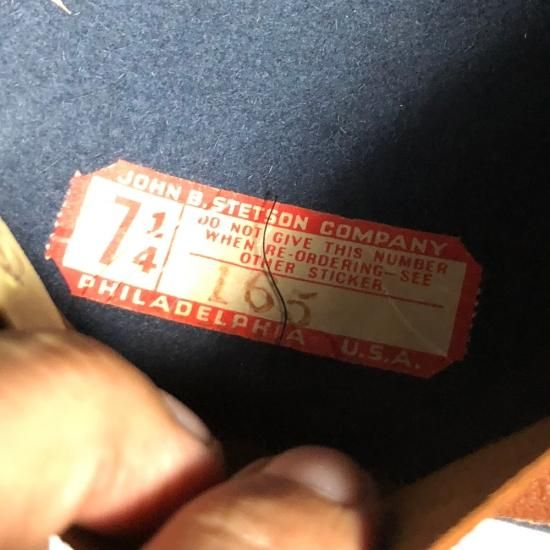 JOHN B. STETSON COMPANY
7 1/4
DO NOT GIVE THIS NUMBER
WHEN RE-ORDERING—SEE
OTHER STICKER
165
PHILADELPHIA U.S.A.